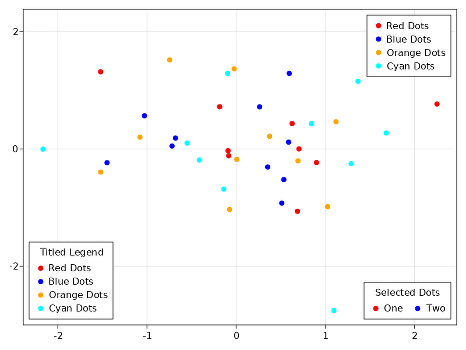 2
Red Dots
Blue Dots
Orange Dots
Cyan Dots
0
-2
Titled Legend
Red Dots
Blue Dots
Orange Dots
Cyan Dots
Selected Dots
One Two
-2 -1 0 1 2